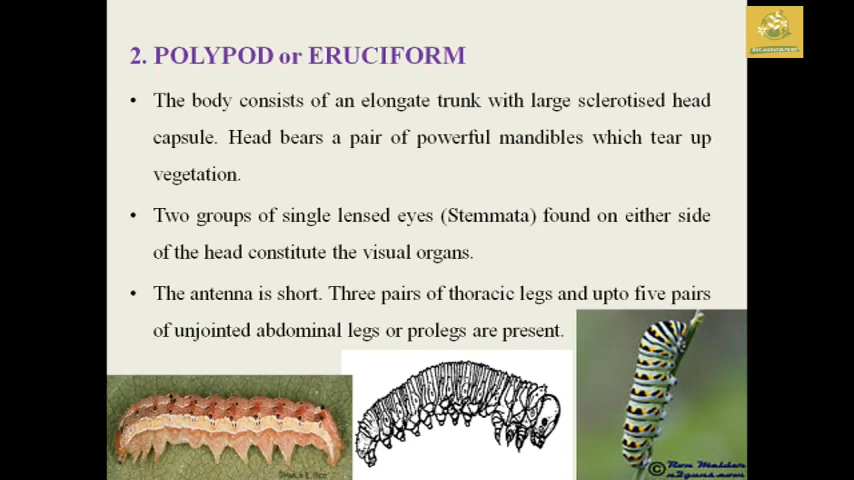 2. POLYPOD or ERUCIFORM
• The body consists of an elongate trunk with large sclerotised head
capsule. Head bears a pair of powerful mandibles which tear up
vegetation.
• Two groups of single lensed eyes (Stemmata) found on either side
of the head constitute the visual organs.
• The antenna is short. Three pairs of thoracic legs and upto five pairs
of unjointed abdominal legs or prolegs are present.
© Ron Melder